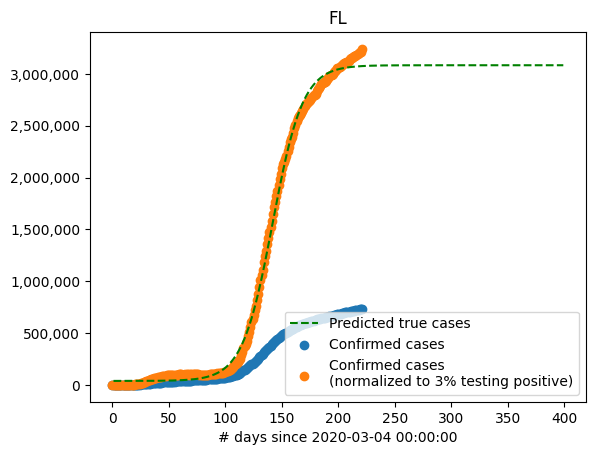 FL
3,000,000
2,500,000
2,000,000
1,500,000
1,000,000
500,000
0
Predicted true cases
Confirmed cases
Confirmed cases
(normalized to 3% testing positive)
0 50 100 150 200 250 300 350 400
# days since 2020-03-04 00:00:00